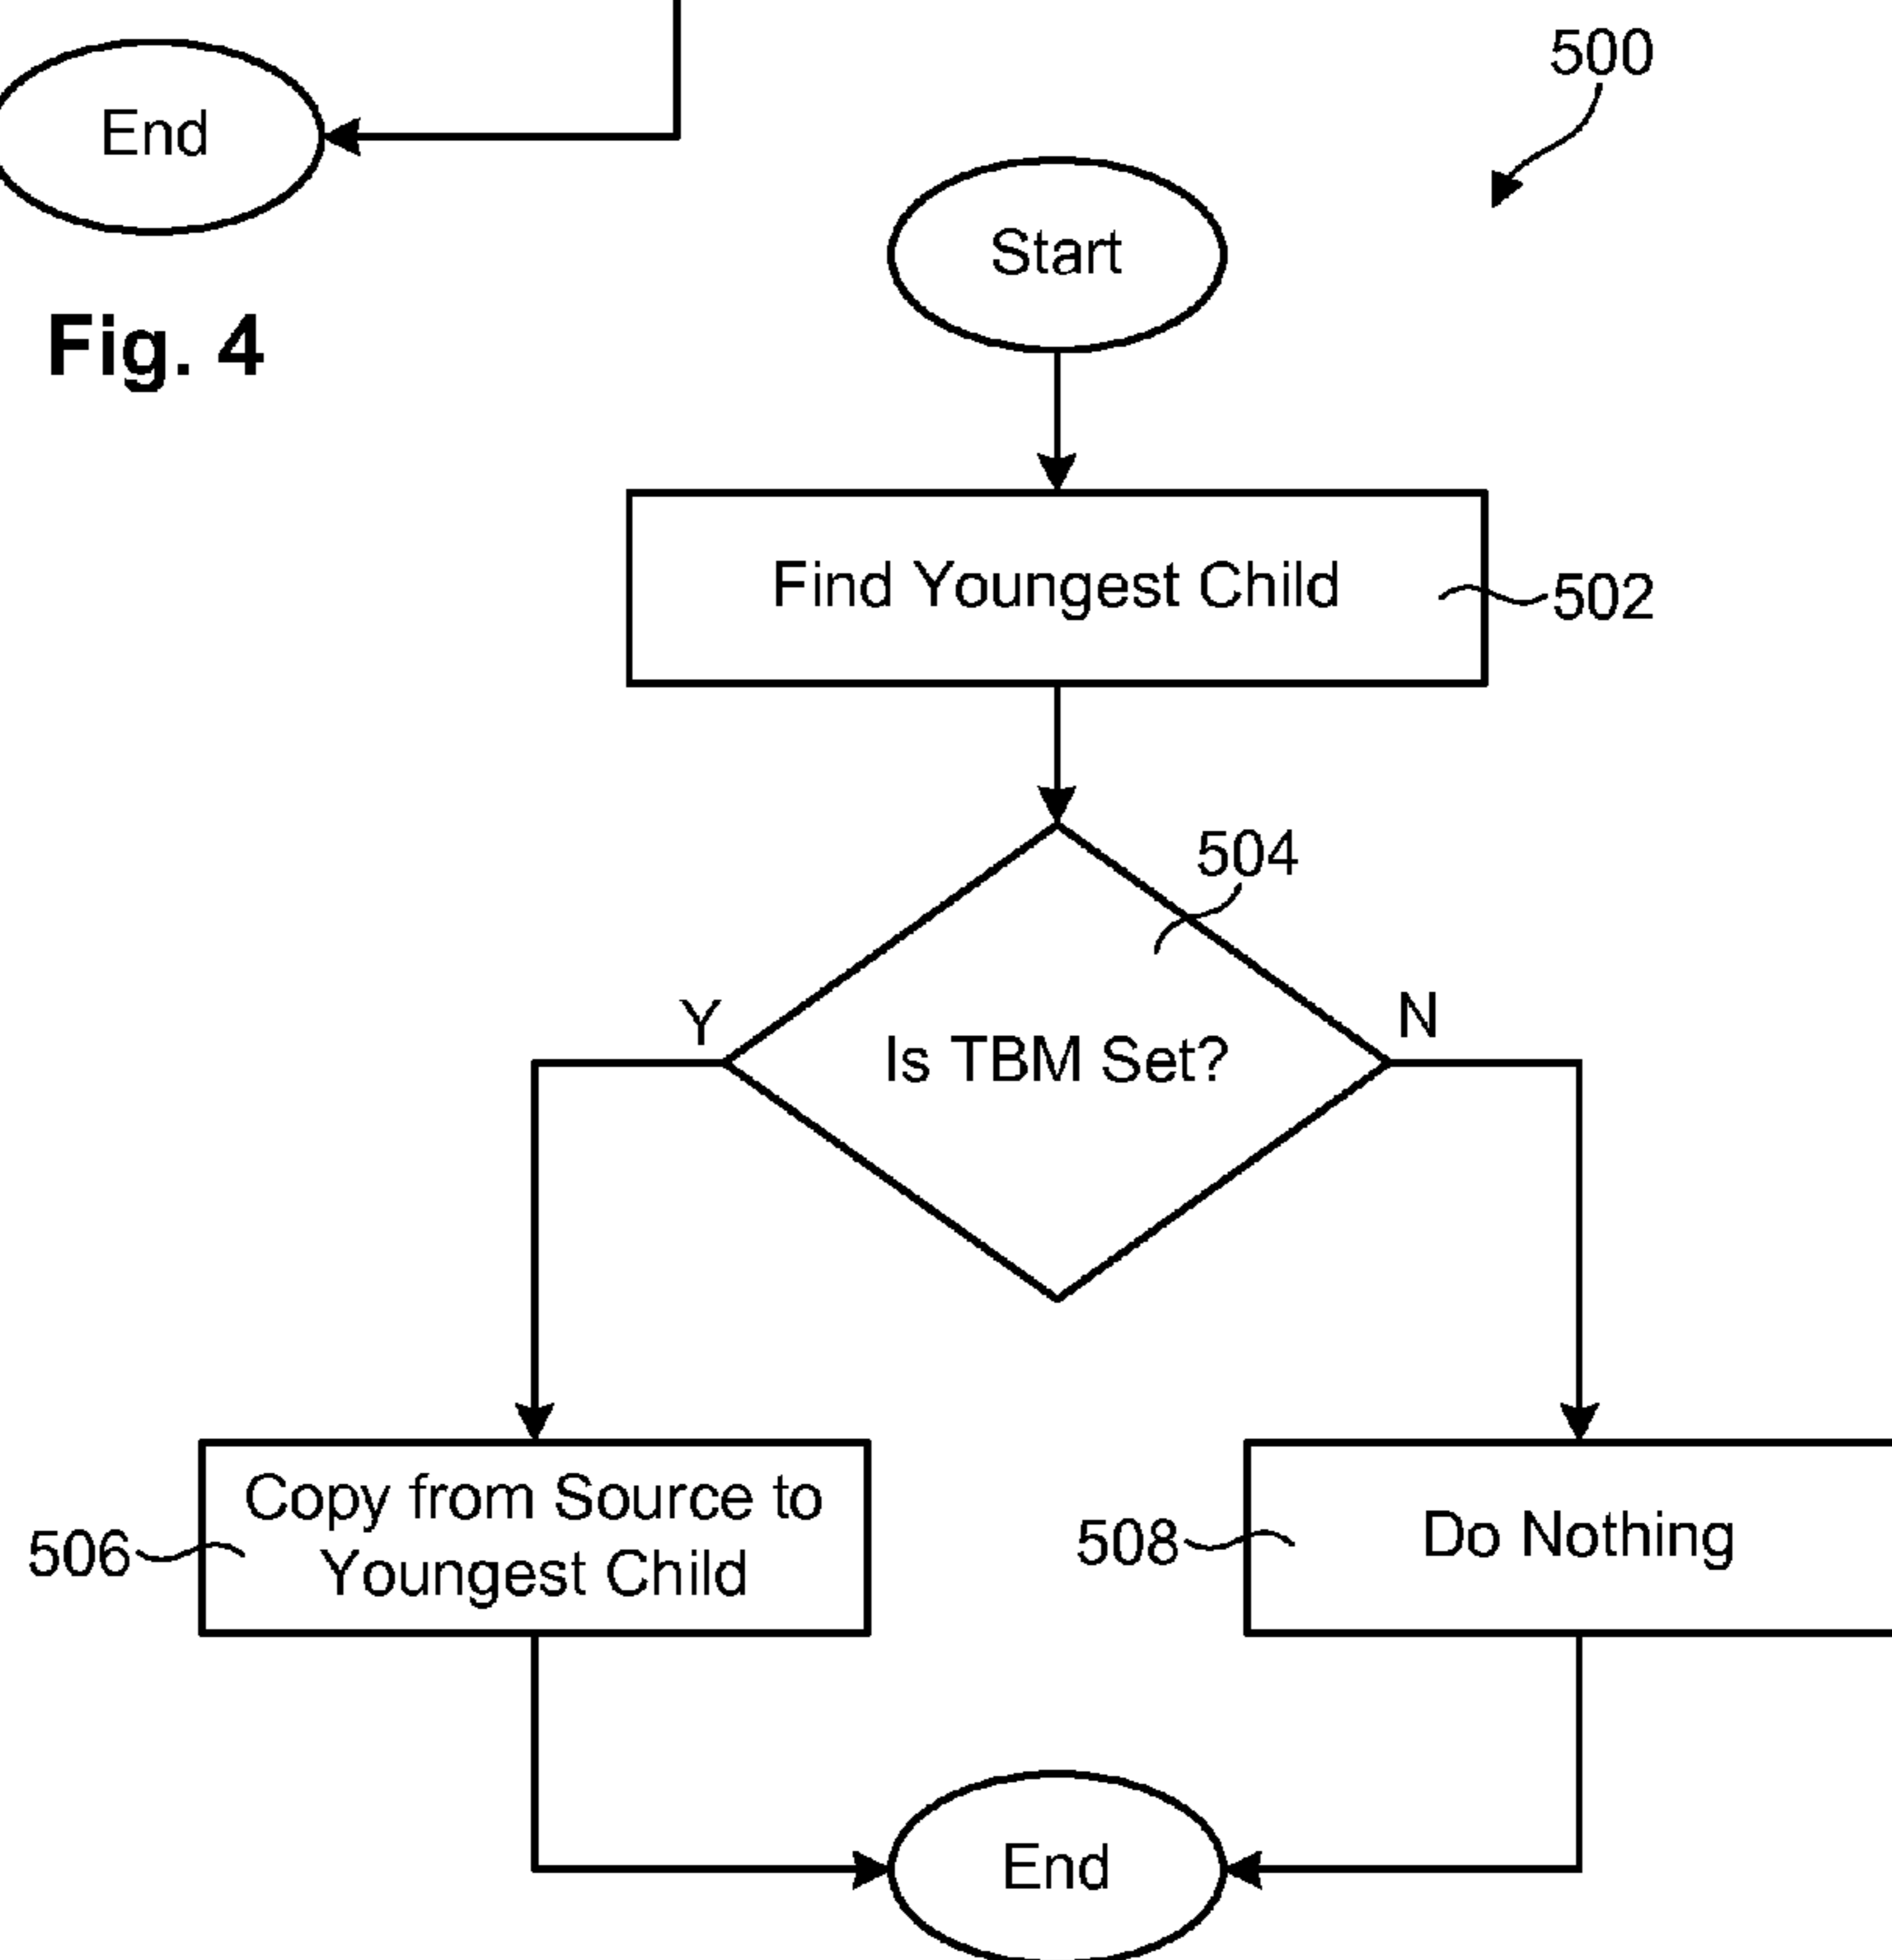 End
500
Start
Fig. 4
Find Youngest Child
502
504
Y
N
Is TBM Set?
Copy from Source to
Youngest Child
506
508
Do Nothing
End